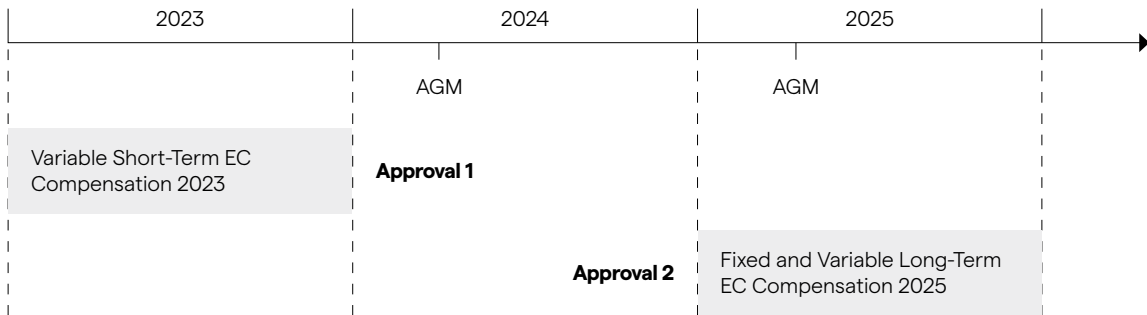 2023 2024 2025
AGM AGM
Variable Short-Term EC
Compensation 2023
Approval 1
Approval 2
Fixed and Variable Long-Term
EC Compensation 2025